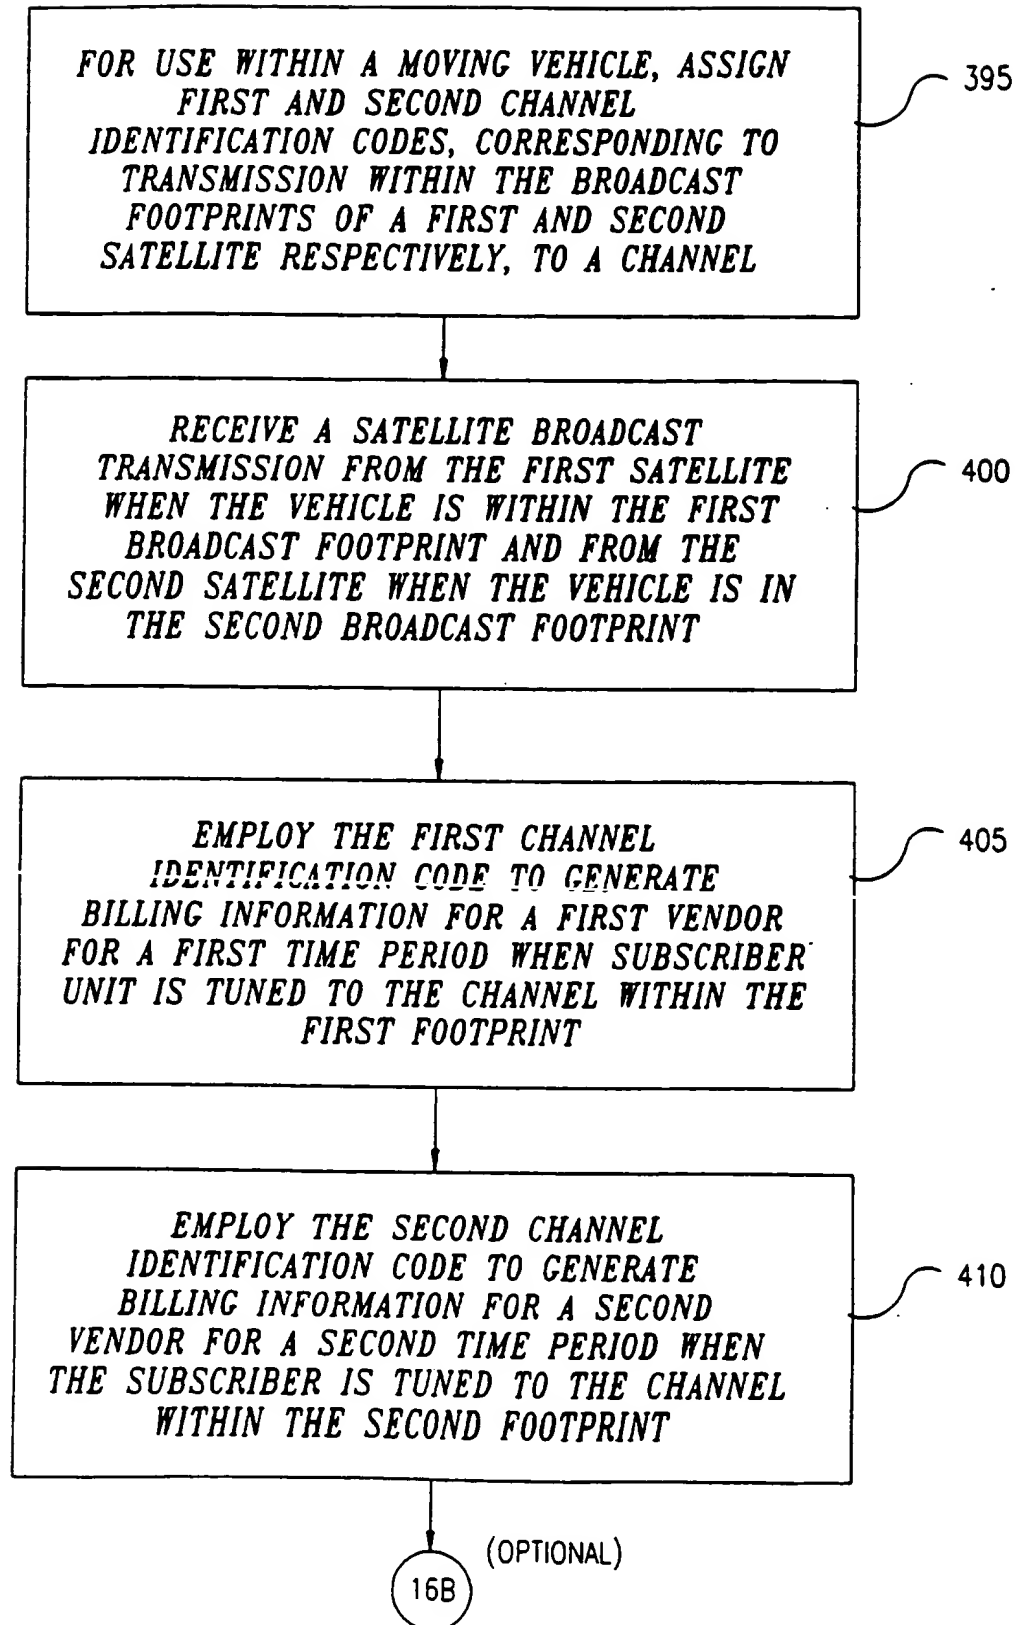 FOR USE WITHIN A MOVING VEHICLE, ASSIGN
FIRST AND SECOND CHANNEL
IDENTIFICATION CODES, CORRESPONDING TO
TRANSMISSION WITHIN THE BROADCAST
FOOTPRINTS OF A FIRST AND SECOND
SATELLITE RESPECTIVELY, TO A CHANNEL
395
RECEIVE A SATELLITE BROADCAST
TRANSMISSION FROM THE FIRST SATELLITE
WHEN THE VEHICLE IS WITHIN THE FIRST
BROADCAST FOOTPRINT AND FROM THE
SECOND SATELLITE WHEN THE VEHICLE IS IN
THE SECOND BROADCAST FOOTPRINT
400
EMPLOY THE FIRST CHANNEL
IDENTIFICATION CODE TO GENERATE
BILLING INFORMATION FOR A FIRST VENDOR
FOR A FIRST TIME PERIOD WHEN SUBSCRIBER
UNIT IS TUNED TO THE CHANNEL WITHIN THE
FIRST FOOTPRINT
405
EMPLOY THE SECOND CHANNEL
IDENTIFICATION CODE TO GENERATE
BILLING INFORMATION FOR A SECOND
VENDOR FOR A SECOND TIME PERIOD WHEN
THE SUBSCRIBER IS TUNED TO THE CHANNEL
WITHIN THE SECOND FOOTPRINT
410
(OPTIONAL)
16B